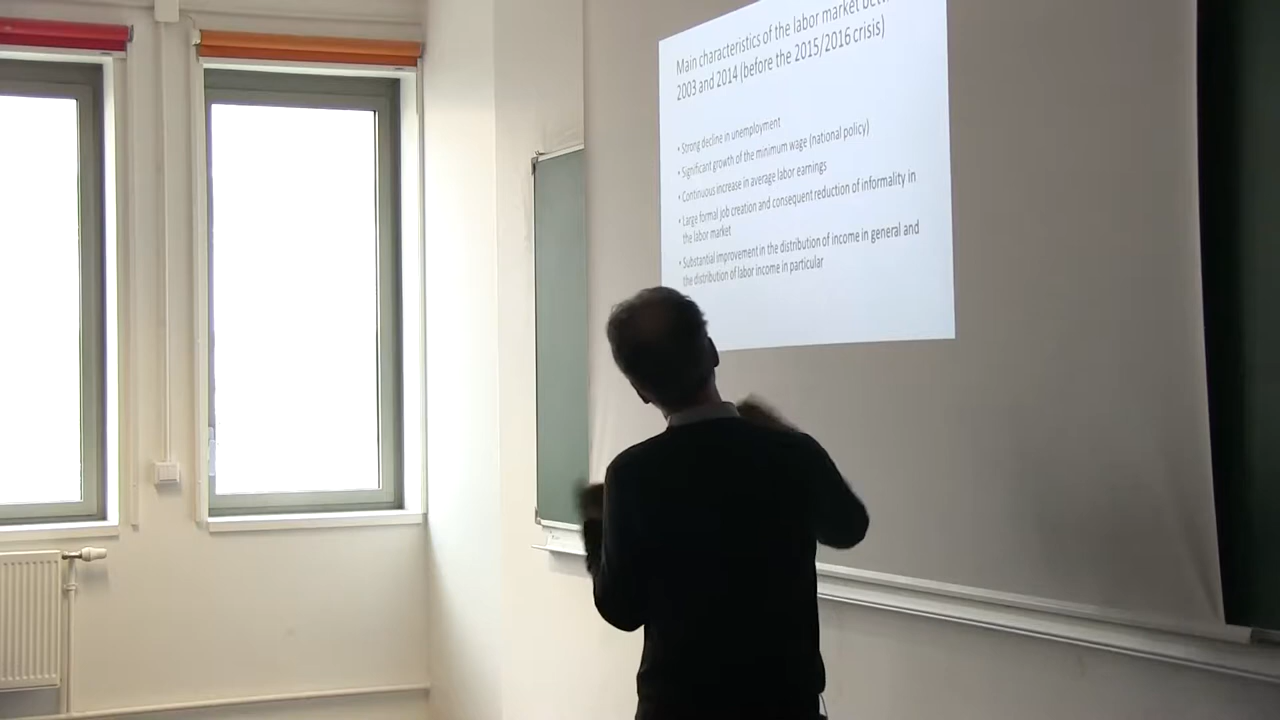 Main characteristics of the labor market
2003 and 2014 (before the 2015/2016 crisis)
• Strong decline in unemployment
• Significant growth of the minimum wage (national policy)
• Continuous increase in average labor earnings
• Large formal job creation and consequent reduction of informality in
the labor market
• Substantial improvement in the distribution of income in general and
the distribution of labor income in particular